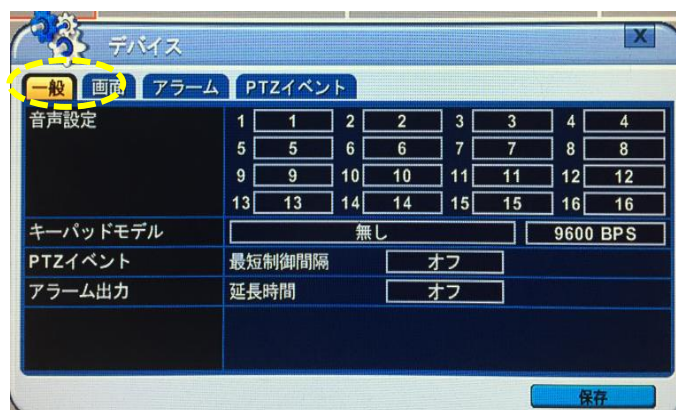 デバイス
X
一般 画面 アラーム PTZイベント
音声設定 1 1 2 2 3 3 4 4
5 5 6 6 7 7 8 8
9 9 10 10 11 11 12 12
13 13 14 14 15 15 16 16
キーパッドモデル 無し 9600 BPS
PTZイベント 最短制御間隔 オフ
アラーム出力 延長時間 オフ
保存